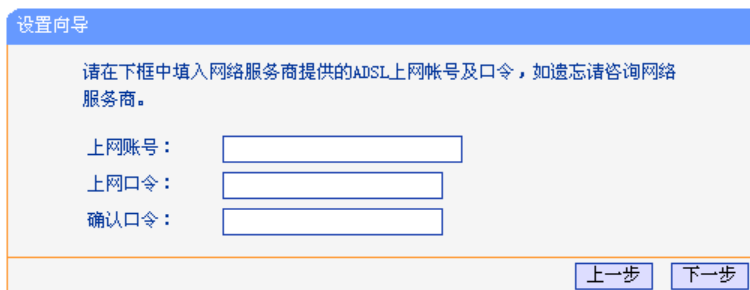 设置向导
请在下框中填入网络服务商提供的ADSL上网帐号及口令，如遗忘请咨询网络
服务商。
上网账号：
上网口令：
确认口令：
上一步 下一步